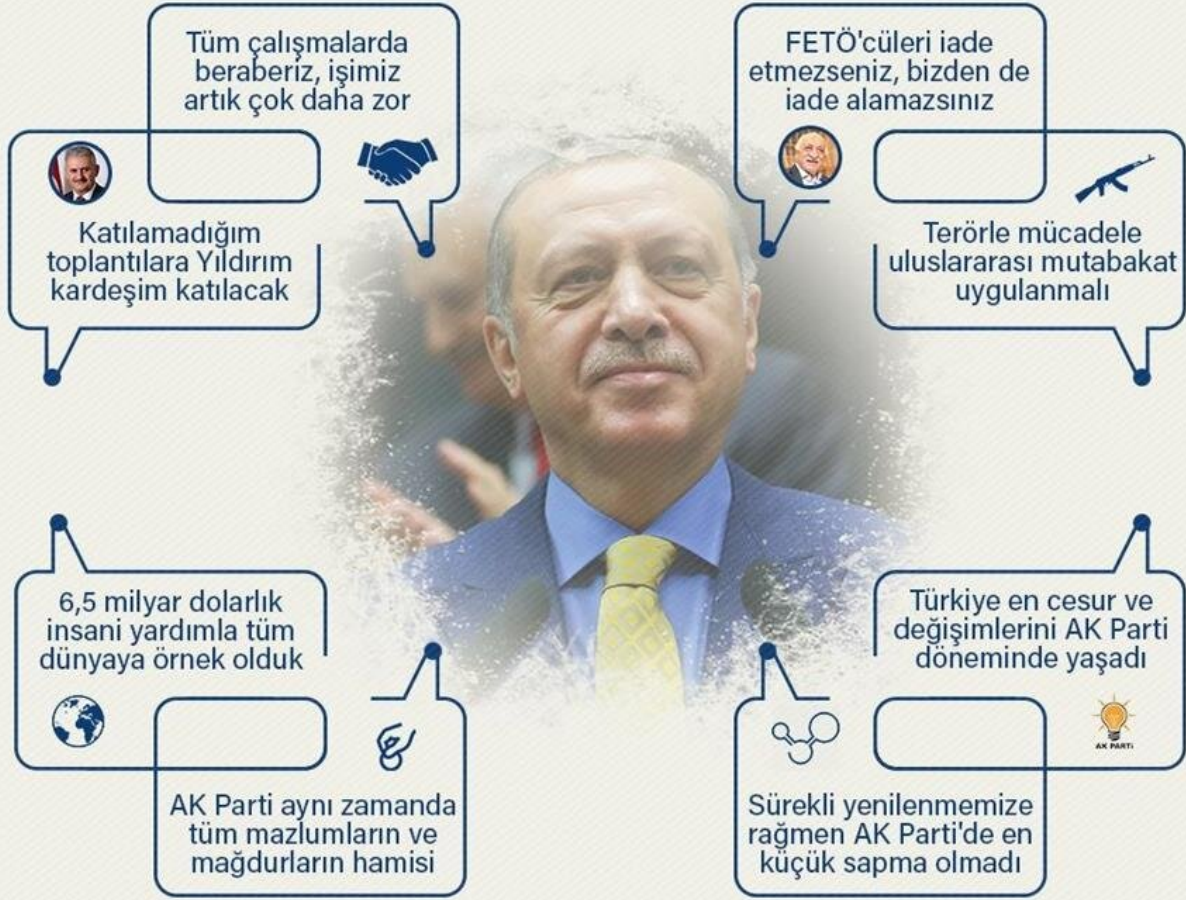 Tüm çalışmalarda
beraberiz, işimiz
artık çok daha zor
Katılamadığım
toplantılara Yıldırım
kardeşim katılacak
FETÖ'cüleri iade
etmezseniz, bizden de
iade alamazsınız
Terörle mücadele
uluslararası mutabakat
uygulanmalı
6,5 milyar dolarlık
insani yardımla tüm
dünyaya örnek olduk
AK Parti aynı zamanda
tüm mazlumların ve
mağdurların hamisi
Türkiye en cesur ve
değişimlerini AK Parti
döneminde yaşadı
AK PARTİ
Sürekli yenilenmemize
rağmen AK Parti'de en
küçük sapma olmadı